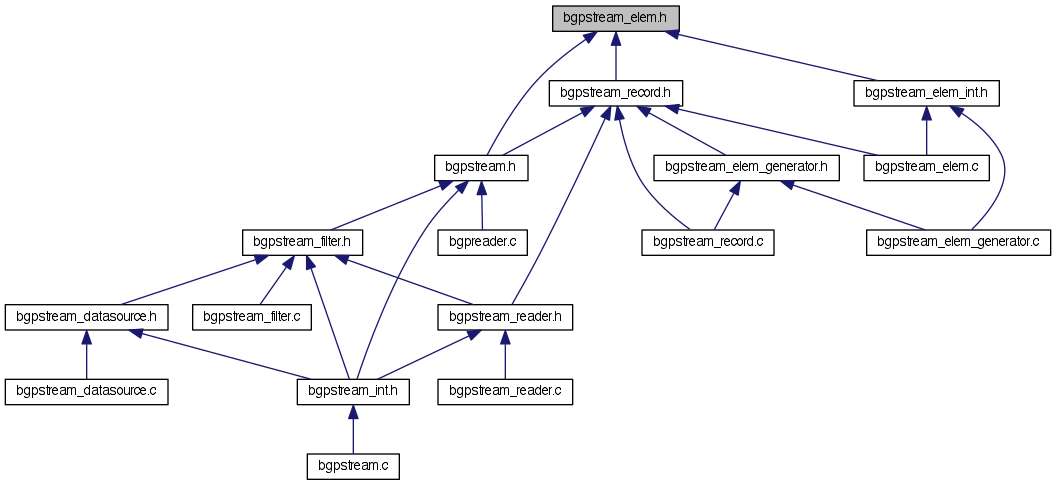 bgpstream_elem.h
bgpstream_record.h
bgpstream_elem_int.h
bgpstream.h
bgpstream_elem_generator.h
bgpstream_elem.c
bgpstream_filter.h
bgpreader.c
bgpstream_record.c
bgpstream_elem_generator.c
bgpstream_datasource.h
bgpstream_filter.c
bgpstream_reader.h
bgpstream_datasource.c
bgpstream_int.h
bgpstream_reader.c
bgpstream.c